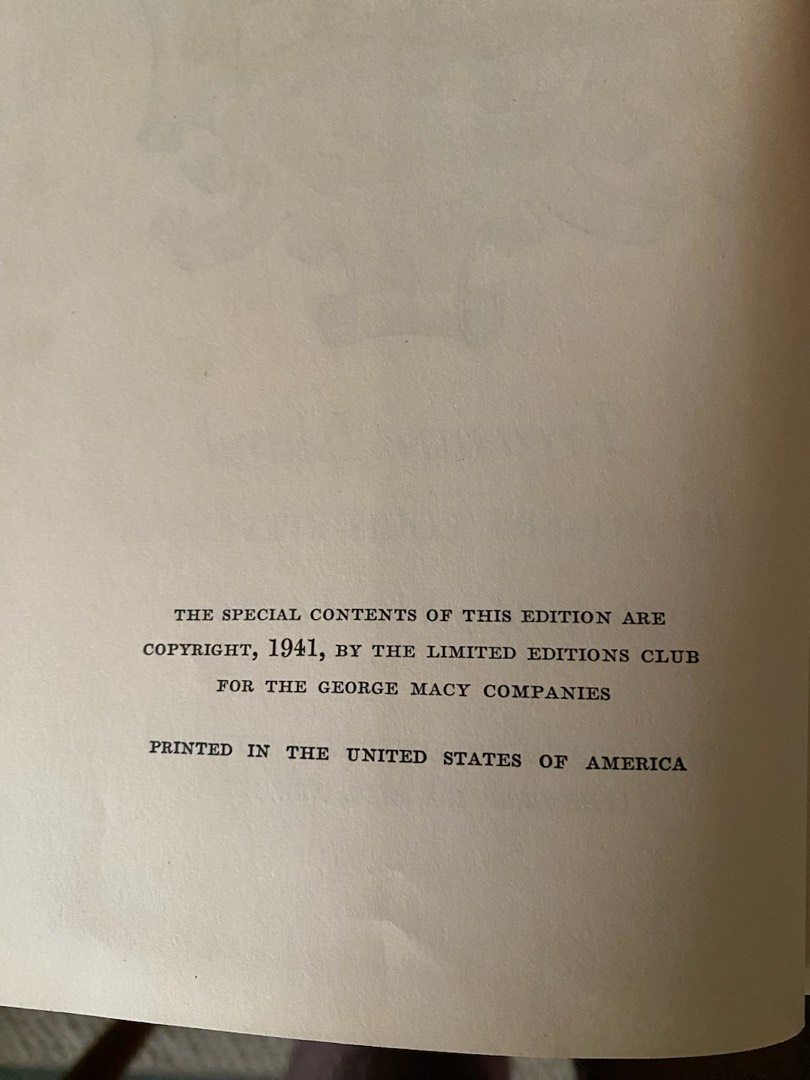 THE SPECIAL CONTENTS OF THIS EDITION ARE
COPYRIGHT, 1941, BY THE LIMITED EDITIONS CLUB
FOR THE GEORGE MACY COMPANIES
PRINTED IN THE UNITED STATES OF AMERICA